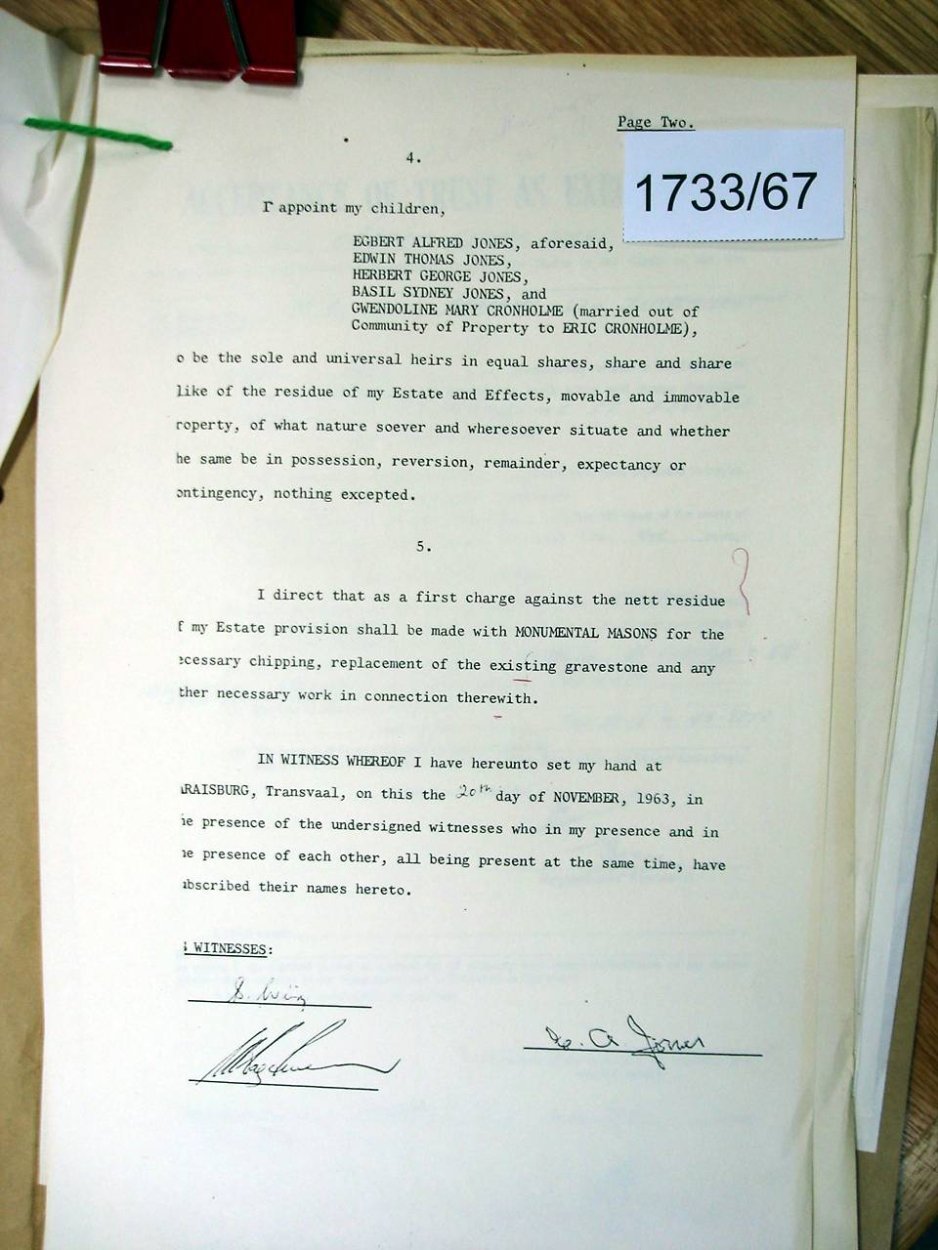 Page Two.
1733/67
4.
I appoint my children,
EGBERT ALFRED JONES, aforesaid,
EDWIN THOMAS JONES,
HERBERT GEORGE JONES,
BASIL SYDNEY JONES, and
GWENDOLINE MARY CRONHOLME (married out of
Community of Property to ERIC CRONHOLME),
o be the sole and universal heirs in equal shares, share and share
like of the residue of my Estate and Effects, movable and immovable
roperty, of what nature soever and wheresoever situate and whether
he same be in possession, reversion, remainder, expectancy or
ontingency, nothing excepted.
5.
I direct that as a first charge against the nett residue
f my Estate provision shall be made with MONUMENTAL MASONS for the
ecessary chipping, replacement of the existing gravestone and any
ther necessary work in connection therewith.
IN WITNESS WHEREOF I have hereunto set my hand at
RAISBURG, Transvaal, on this the 20th day of NOVEMBER, 1963, in
e presence of the undersigned witnesses who in my presence and in
e presence of each other, all being present at the same time, have
bscribed their names hereto.
WITNESSES:
A Jones